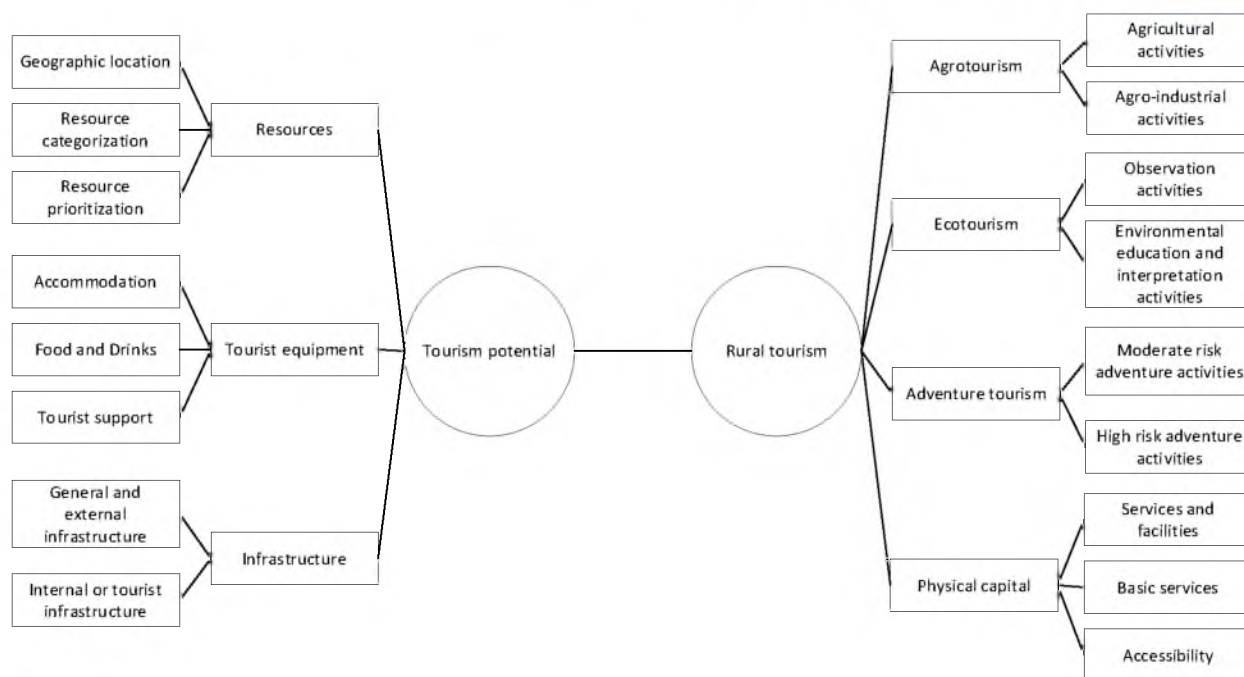 Geographic location
Resource
categorization
Resource
prioritization
Resources
Accommodation
Food and Drinks
Tourist support
Tourist equipment
General and
external
infrastructure
Internal or tourist
infrastructure
Infrastructure
Tourism potential
Rural tourism
Agrotourism
Agricultural
activities
Agro-industrial
activities
Ecotourism
Observation
activities
Environmental
education and
interpretation
activities
Adventure tourism
Moderate risk
adventure activities
High risk adventure
activities
Physical capital
Services and
facilities
Basic services
Accessibility